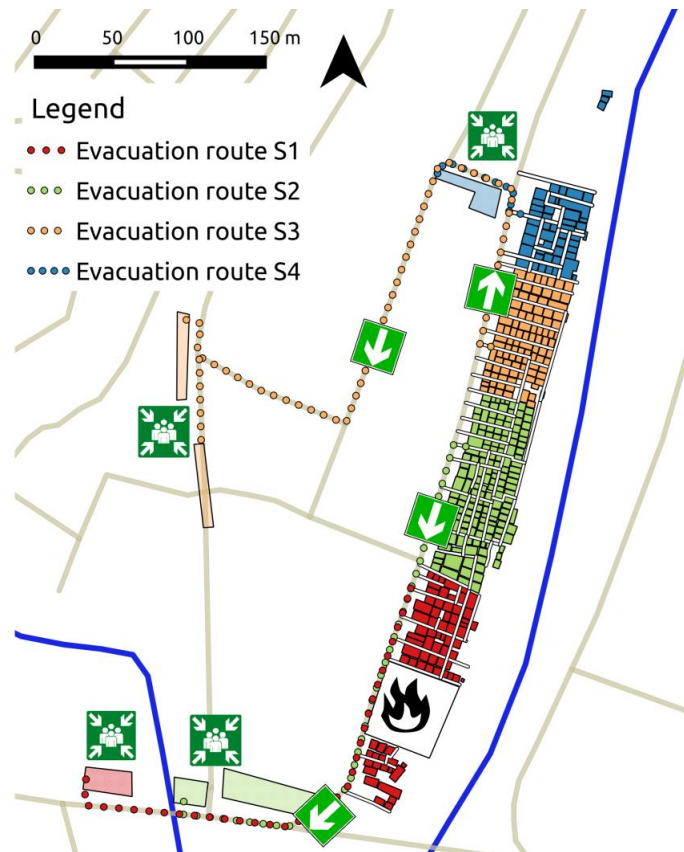 0 50 100 150 m
Legend
Evacuation route S1
Evacuation route S2
Evacuation route S3
Evacuation route S4